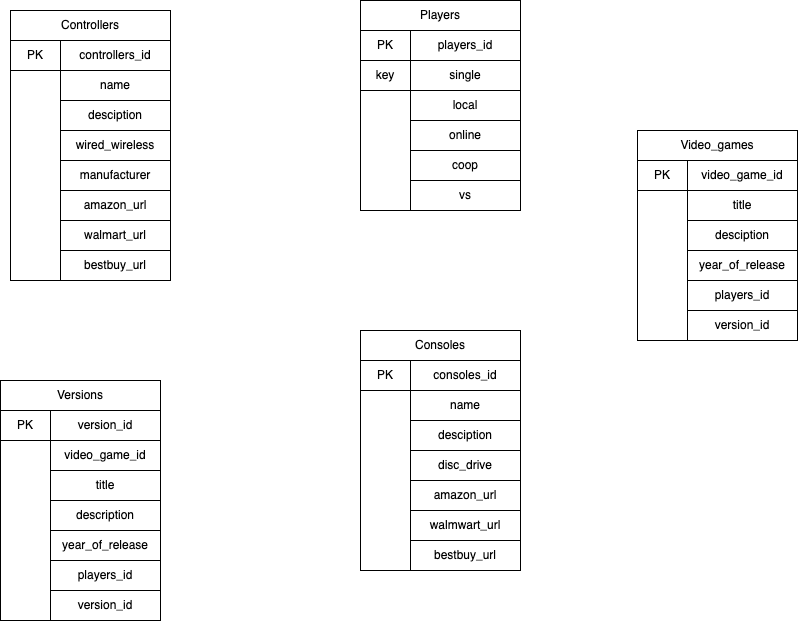 Controllers
PK controllers_id
name
desciption
wired_wireless
manufacturer
amazon_url
walmart_url
bestbuy_url
Players
PK players_id
key single
local
online
coop
vs
Video_games
PK video_game_id
title
desciption
year_of_release
players_id
version_id
Versions
PK version_id
video_game_id
title
description
year_of_release
players_id
version_id
Consoles
PK consoles_id
name
desciption
disc_drive
amazon_url
walmwart_url
bestbuy_url